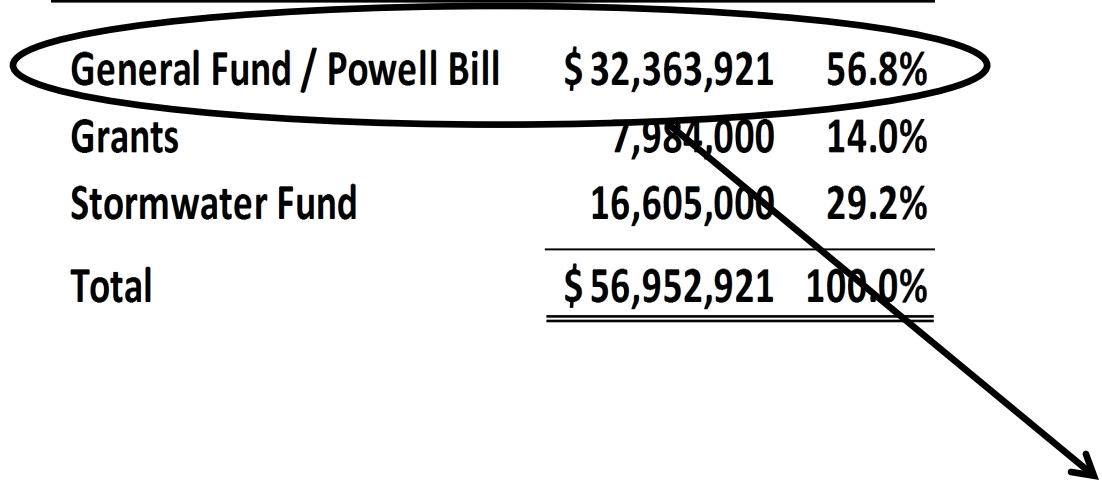 General Fund / Powell Bill $ 32,363,921 56.8%
Grants 7,984,000 14.0%
Stormwater Fund 16,605,000 29.2%
Total $ 56,952,921 100.0%